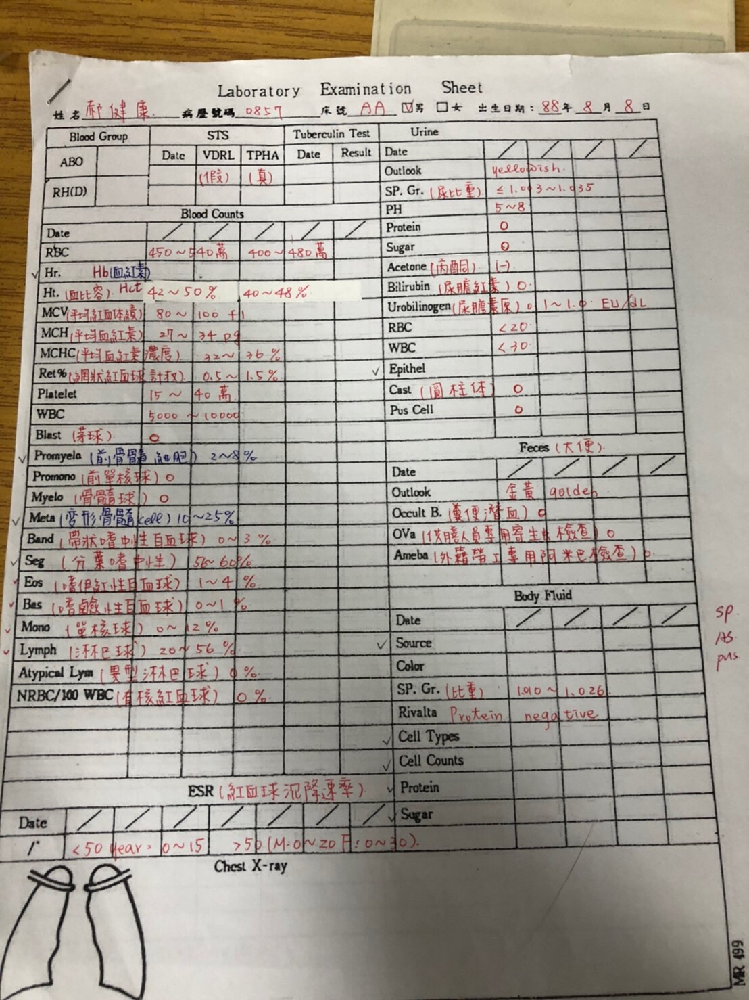 Laboratory Examination Sheet
姓名 郝健康 病歷號碼 0857 床號 AA ☑男 □女 出生日期：88年8月8日
Blood Group STS Tuberculin Test
ABO Date VDRL TPHA Date Result
(假) (真)
RH(D)
Blood Counts
Date / / / / /
RBC 450~540萬 400~480萬
✓ Hr. Hb(血紅素)
Ht. (血比容) Hct 42~50% 40~48%
MCV(平均紅血体積) 80~100 fl
MCH(平均血紅素) 27~34 pg
MCHC(平均血紅素濃度) 32~36%
Ret%(網狀紅血球計數) 0.5~1.5%
Platelet 15~40萬
WBC 5000~10000
Blast (芽球) 0
✓ Promyelo (前骨骨髓細胞) 2~8%
Promono (前單核球) 0
Myelo (骨髓球) 0
✓ Meta (変形骨髓cell) 10~25%
Band (帶狀嗜中性白血球) 0~3%
✓ Seg (分葉嗜中性) 56~60%
✓ Eos (嗜伊紅性白血球) 1~4%
✓ Bas (嗜鹼性白血球) 0~1%
✓ Mono (單核球) 0~12%
✓ Lymph (淋巴球) 20~56%
Atypical Lym (異型淋巴球) 0%
NRBC/100 WBC (有核紅血球) 0%
ESR (紅血球沉降速率)
Date / / / / / / /
<50 year = 0~15 >50 (M:0~20 F:0~30).
Chest X-ray
Urine
Date / / / /
Outlook yellowish.
SP. Gr. (尿比重) ≤1.003~1.035
PH 5~8
Protein 0
Sugar 0
Acetone (丙酮) (-)
Bilirubin (尿膽紅素) 0
Urobilinogen (尿膽素原) 0.1~1.0 EU/dL
RBC <20
WBC <30
✓ Epithel
Cast (圓柱体) 0
Pus Cell 0
Feces (大便)
Date / / / /
Outlook 金黃 golden
Occult B. (糞便潛血) 0
OVa (供膳人員專用寄生虫檢查) 0
Ameba (外籍勞工專用阿米巴檢查) 0
Body Fluid
Date / / / /
✓ Source
Color
SP. Gr. (比重) 1.010~1.026
Rivalta Protein negative
✓ Cell Types
✓ Cell Counts
✓ Protein
✓ Sugar
SP.
As.
pus.
MR 499